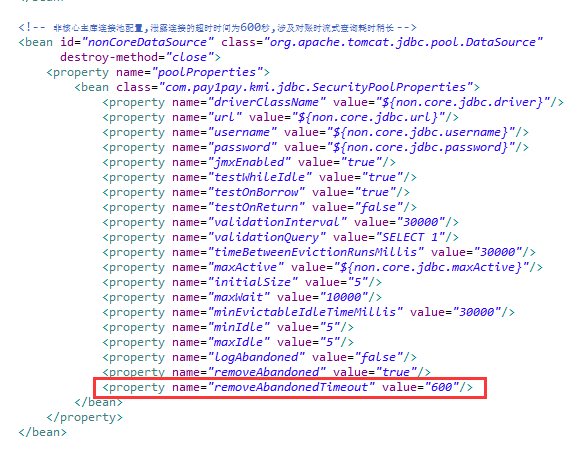 <!-- 非核心主库连接池配置,泄露连接的超时时间为600秒,涉及对账时流式查询耗时稍长 -->
<bean id="nonCoreDataSource" class="org.apache.tomcat.jdbc.pool.DataSource"
destroy-method="close">
<property name="poolProperties">
<bean class="com.pay1pay.kmi.jdbc.SecurityPoolProperties">
<property name="driverClassName" value="${non.core.jdbc.driver}"/>
<property name="url" value="${non.core.jdbc.url}"/>
<property name="username" value="${non.core.jdbc.username}"/>
<property name="password" value="${non.core.jdbc.password}"/>
<property name="jmxEnabled" value="true"/>
<property name="testWhileIdle" value="true"/>
<property name="testOnBorrow" value="true"/>
<property name="testOnReturn" value="false"/>
<property name="validationInterval" value="30000"/>
<property name="validationQuery" value="SELECT 1"/>
<property name="timeBetweenEvictionRunsMillis" value="30000"/>
<property name="maxActive" value="${non.core.jdbc.maxActive}"/>
<property name="initialSize" value="5"/>
<property name="maxWait" value="10000"/>
<property name="minEvictableIdleTimeMillis" value="30000"/>
<property name="minIdle" value="5"/>
<property name="maxIdle" value="5"/>
<property name="logAbandoned" value="false"/>
<property name="removeAbandoned" value="true"/>
<property name="removeAbandonedTimeout" value="600"/>
</bean>
</property>
</bean>